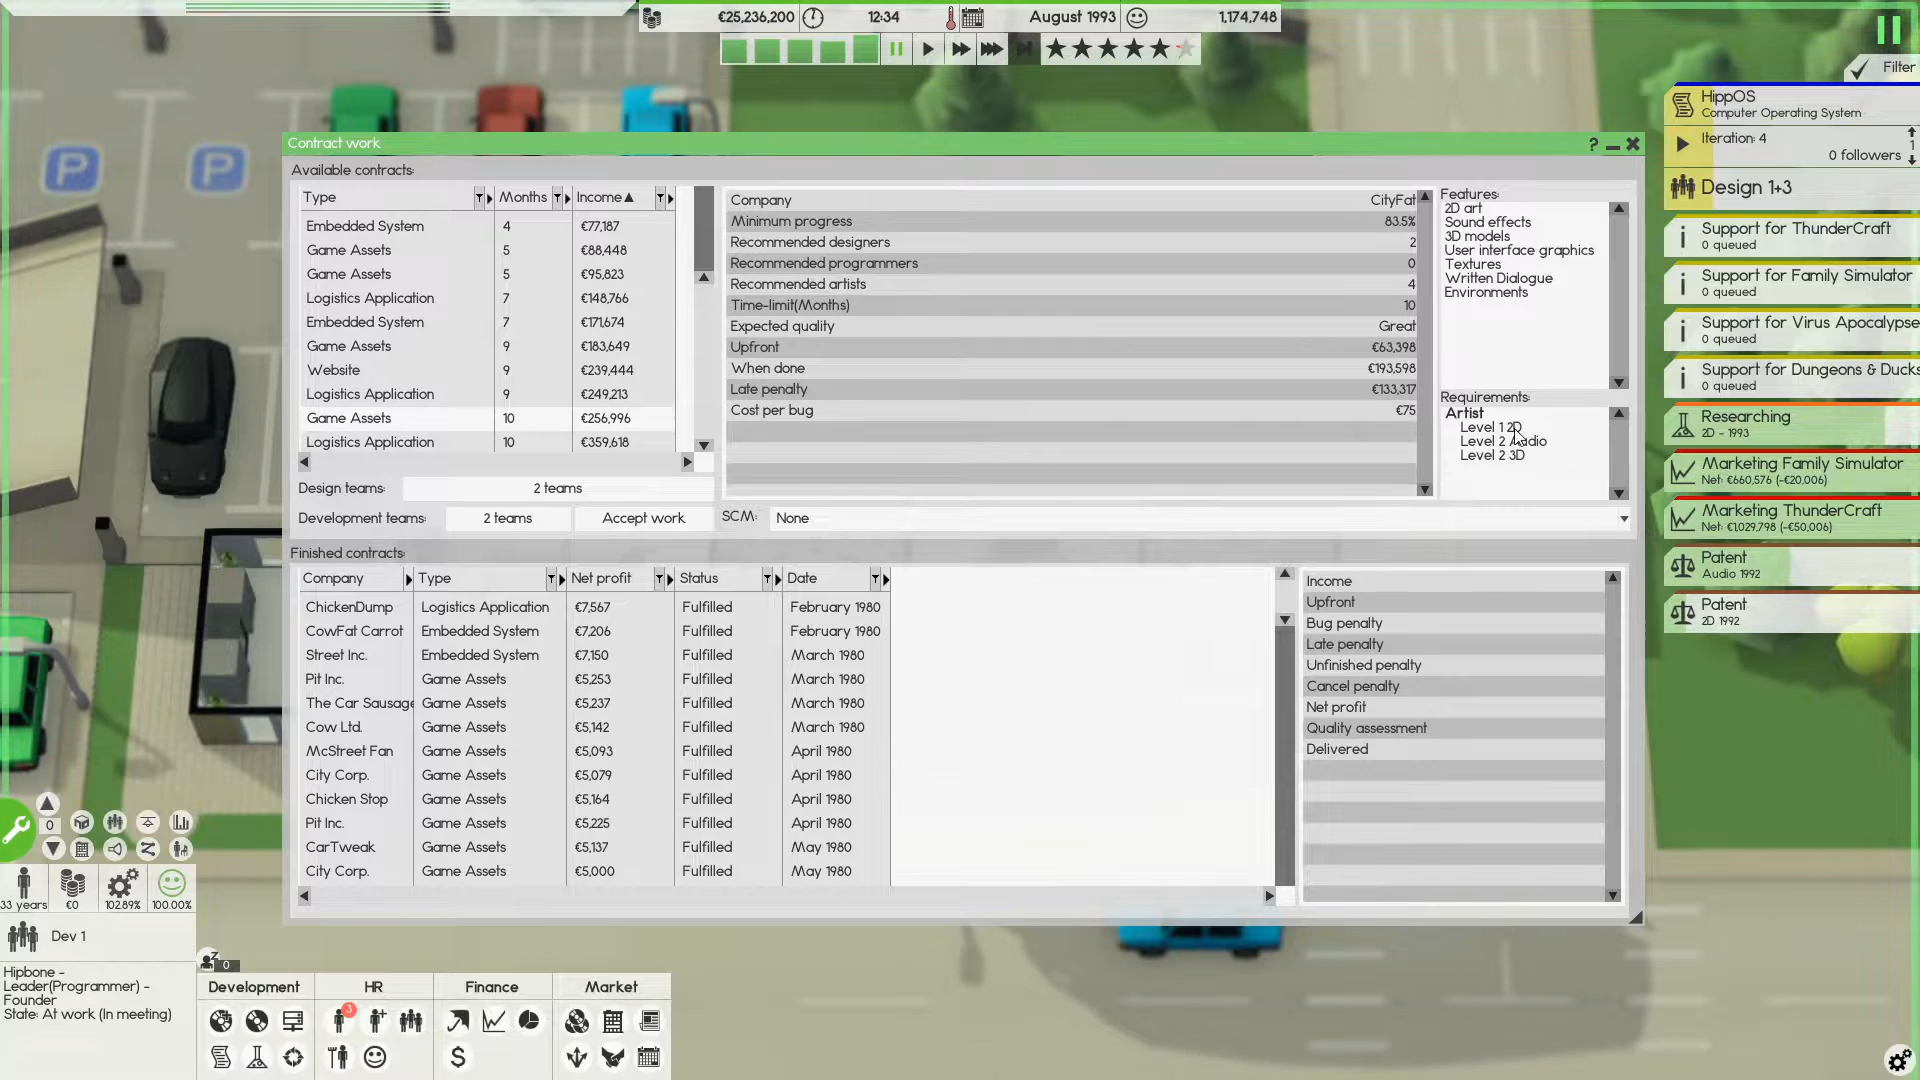 €25,236,200
12:34
August 1993
1,174,748
Filter
HippOS
Computer Operating System
Iteration: 4
1
0 followers
Design 1+3
Support for ThunderCraft
0 queued
Support for Family Simulator
0 queued
Support for Virus Apocalypse
0 queued
Support for Dungeons & Ducks
0 queued
Researching
2D - 1993
Marketing Family Simulator
Net: €660,576 (-€20,006)
Marketing ThunderCraft
Net: €1,029,798 (-€50,006)
Patent
Audio 1992
Patent
2D 1992
Contract work
?
Available contracts:
Type Months Income
Embedded System 4 €77,187
Game Assets 5 €88,448
Game Assets 5 €95,823
Logistics Application 7 €148,766
Embedded System 7 €171,674
Game Assets 9 €183,649
Website 9 €239,444
Logistics Application 9 €249,213
Game Assets 10 €256,996
Logistics Application 10 €359,618
Company CityFat
Minimum progress 83.5%
Recommended designers 2
Recommended programmers 0
Recommended artists 4
Time-limit(Months) 10
Expected quality Great
Upfront €63,398
When done €193,598
Late penalty €133,317
Cost per bug €75
Features:
2D art
Sound effects
3D models
User interface graphics
Textures
Written Dialogue
Environments
Requirements:
Artist
Level 1 2D
Level 2 Audio
Level 2 3D
Design teams: 2 teams
Development teams: 2 teams Accept work SCM: None
Finished contracts:
Company Type Net profit Status Date
ChickenDump Logistics Application €7,567 Fulfilled February 1980
CowFat Carrot Embedded System €7,206 Fulfilled February 1980
Street Inc. Embedded System €7,150 Fulfilled March 1980
Pit Inc. Game Assets €5,253 Fulfilled March 1980
The Car Sausage Game Assets €5,237 Fulfilled March 1980
Cow Ltd. Game Assets €5,142 Fulfilled March 1980
McStreet Fan Game Assets €5,093 Fulfilled April 1980
City Corp. Game Assets €5,079 Fulfilled April 1980
Chicken Stop Game Assets €5,164 Fulfilled April 1980
Pit Inc. Game Assets €5,225 Fulfilled April 1980
CarTweak Game Assets €5,137 Fulfilled May 1980
City Corp. Game Assets €5,000 Fulfilled May 1980
Income
Upfront
Bug penalty
Late penalty
Unfinished penalty
Cancel penalty
Net profit
Quality assessment
Delivered
P
P
0
33 years €0 102.89% 100.00%
Dev 1
Hipbone -
Leader(Programmer) -
Founder
State: At work (In meeting)
Z
0
Development HR Finance Market
3
$